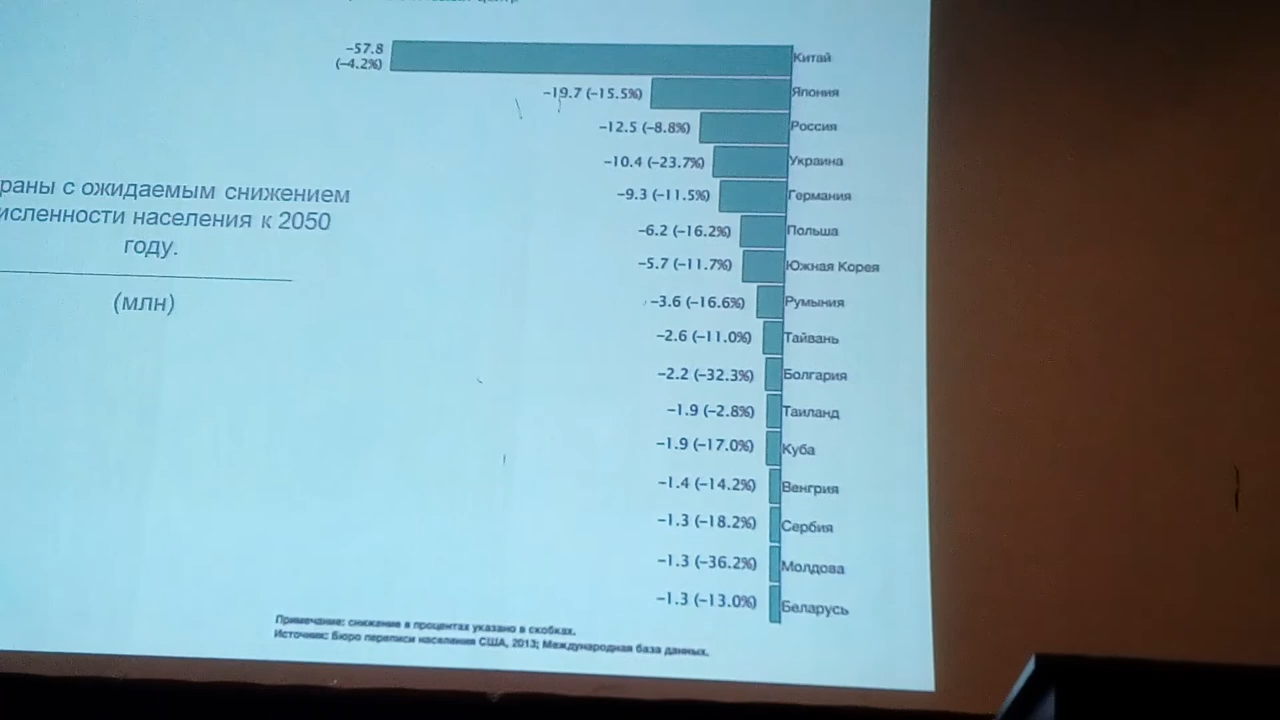 раны с ожидаемым снижением
исленности населения к 2050
году.
(млн)
−57.8
(−4.2%)
Китай
−19.7 (−15.5%) Япония
−12.5 (−8.8%) Россия
−10.4 (−23.7%) Украина
−9.3 (−11.5%) Германия
−6.2 (−16.2%) Польша
−5.7 (−11.7%) Южная Корея
−3.6 (−16.6%) Румыния
−2.6 (−11.0%) Тайвань
−2.2 (−32.3%) Болгария
−1.9 (−2.8%) Таиланд
−1.9 (−17.0%) Куба
−1.4 (−14.2%) Венгрия
−1.3 (−18.2%) Сербия
−1.3 (−36.2%) Молдова
−1.3 (−13.0%) Беларусь
Примечание: снижение в процентах указано в скобках.
Источник: Бюро переписи населения США, 2013; Международная база данных.